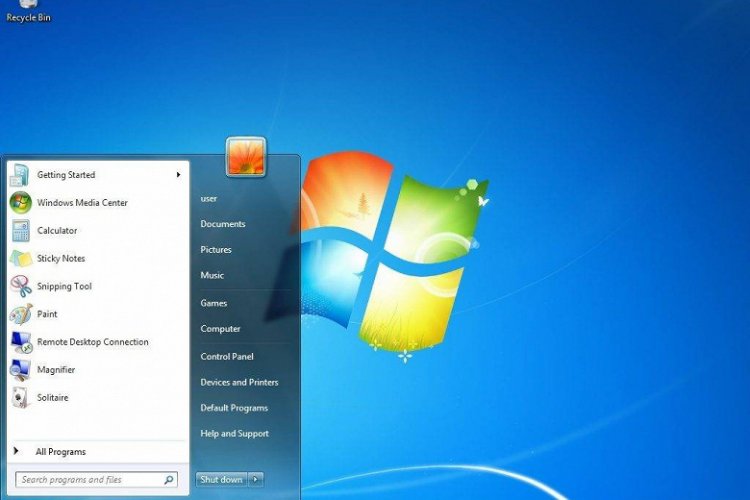 Recycle Bin
Getting Started
Windows Media Center
Calculator
Sticky Notes
Snipping Tool
Paint
Remote Desktop Connection
Magnifier
Solitaire
All Programs
Search programs and files
user
Documents
Pictures
Music
Games
Computer
Control Panel
Devices and Printers
Default Programs
Help and Support
Shut down